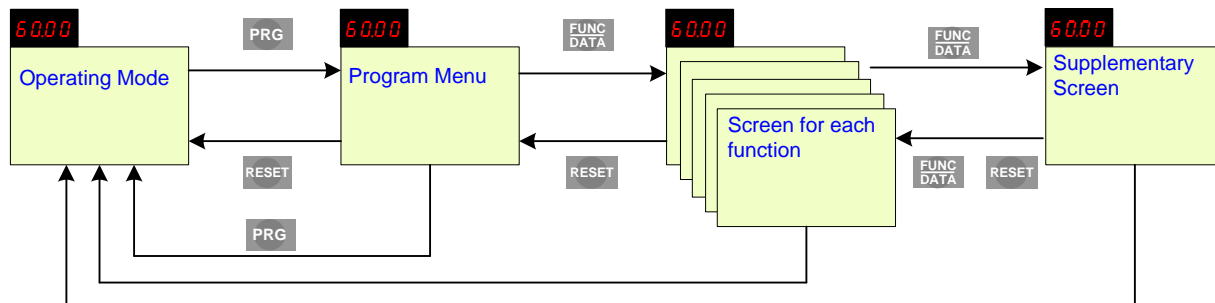 60.00
60.00
60.00
60.00
PRG
FUNC
DATA
FUNC
DATA
Operating Mode
Program Menu
Supplementary
Screen
Screen for each
function
RESET
RESET
FUNC
DATA
RESET
PRG